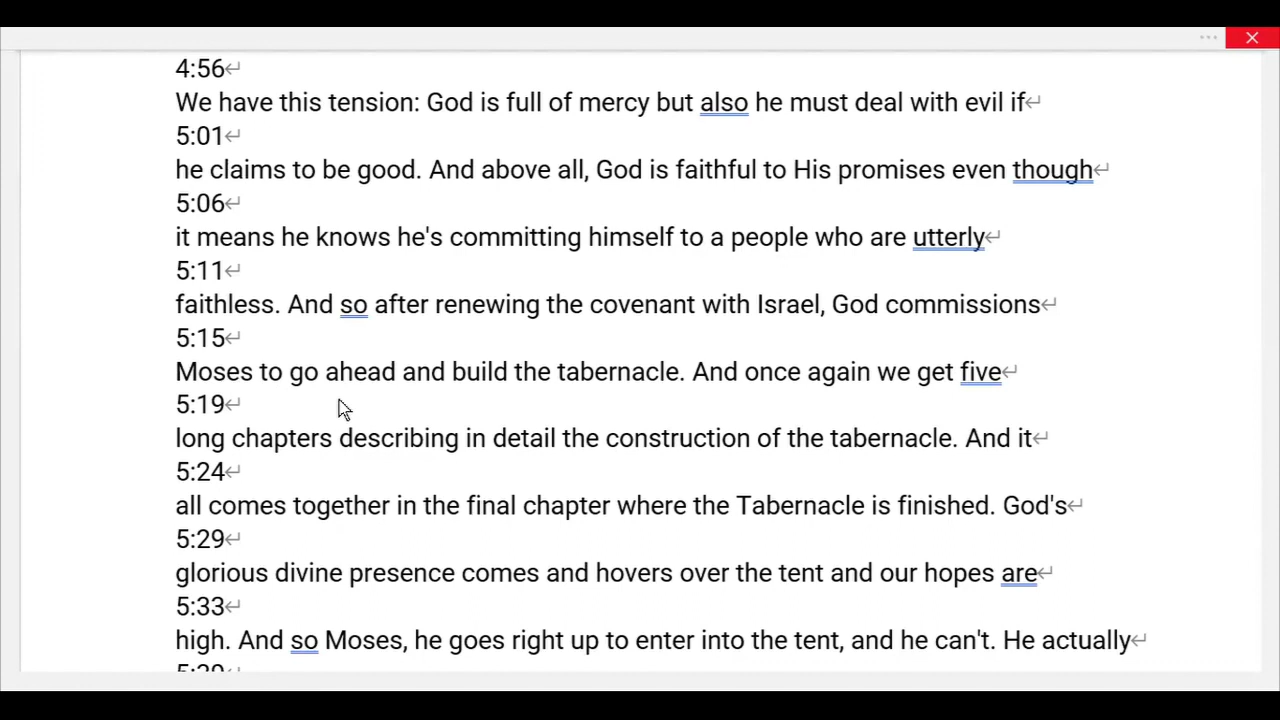 4:56
We have this tension: God is full of mercy but also he must deal with evil if
5:01
he claims to be good. And above all, God is faithful to His promises even though
5:06
it means he knows he's committing himself to a people who are utterly
5:11
faithless. And so after renewing the covenant with Israel, God commissions
5:15
Moses to go ahead and build the tabernacle. And once again we get five
5:19
long chapters describing in detail the construction of the tabernacle. And it
5:24
all comes together in the final chapter where the Tabernacle is finished. God's
5:29
glorious divine presence comes and hovers over the tent and our hopes are
5:33
high. And so Moses, he goes right up to enter into the tent, and he can't. He actually